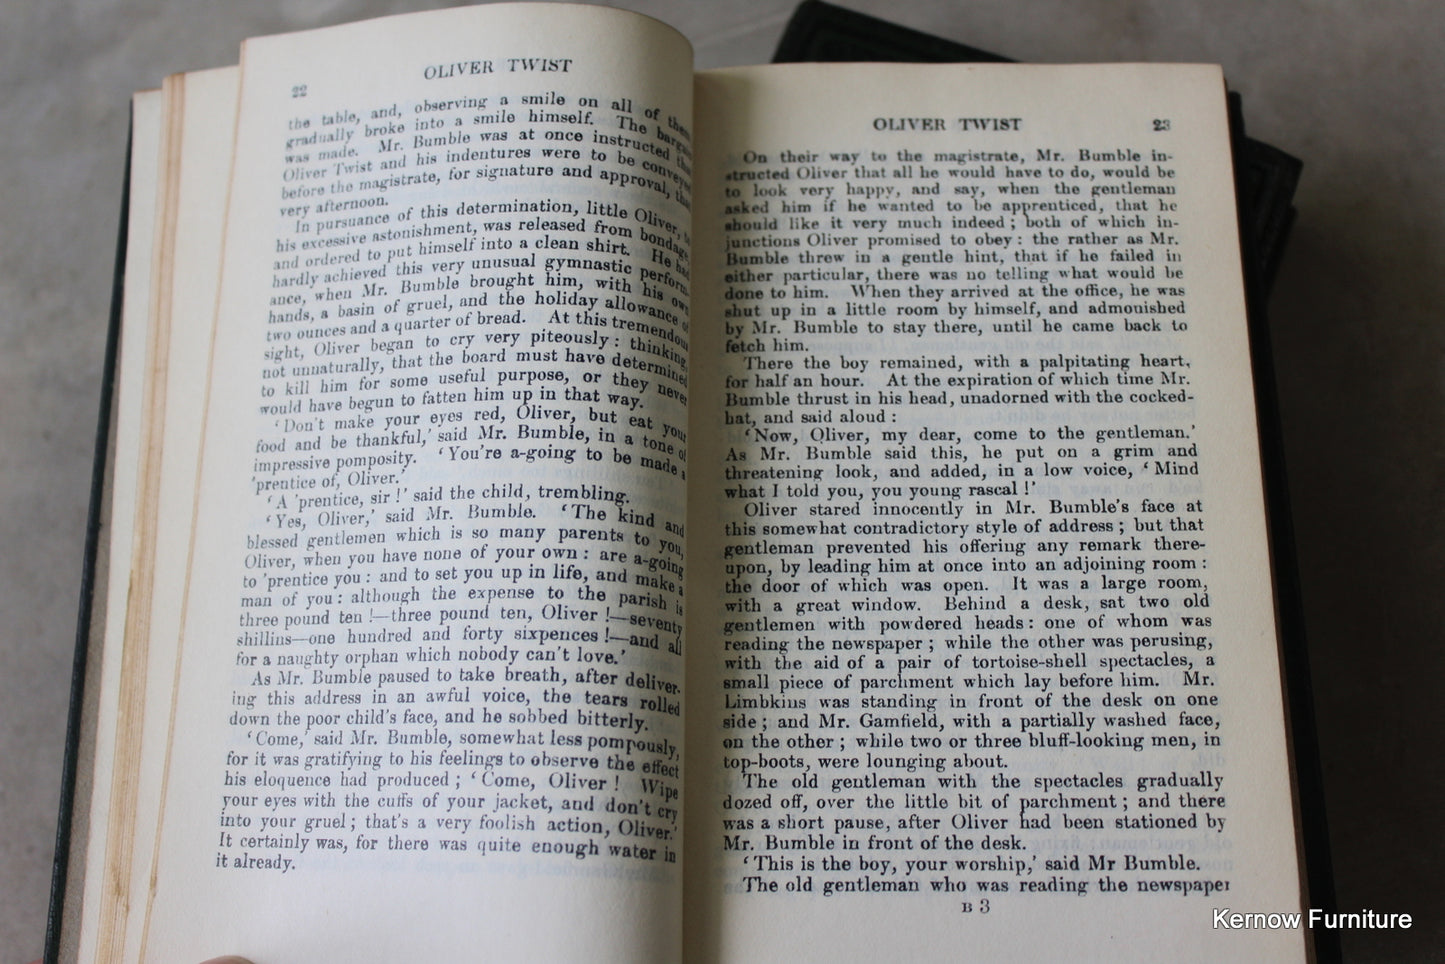 22
OLIVER TWIST
the table, and, observing a smile on all of them
gradually broke into a smile himself. The bargain
was made. Mr. Bumble was at once instructed that
Oliver Twist and his indentures were to be conveyed
before the magistrate, for signature and approval, that
very afternoon.
In pursuance of this determination, little Oliver, to
his excessive astonishment, was released from bondage,
and ordered to put himself into a clean shirt. He had
hardly achieved this very unusual gymnastic perform-
ance, when Mr. Bumble brought him, with his own
hands, a basin of gruel, and the holiday allowance of
two ounces and a quarter of bread. At this tremendous
sight, Oliver began to cry very piteously : thinking,
not unnaturally, that the board must have determined
to kill him for some useful purpose, or they never
would have begun to fatten him up in that way.
‘Don't make your eyes red, Oliver, but eat your
food and be thankful,’ said Mr. Bumble, in a tone of
impressive pomposity. ‘You're a-going to be made a
'prentice of, Oliver.’
‘A 'prentice, sir !’ said the child, trembling.
‘Yes, Oliver,’ said Mr. Bumble. ‘The kind and
blessed gentlemen which is so many parents to you,
Oliver, when you have none of your own : are a-going
to 'prentice you : and to set you up in life, and make a
man of you : although the expense to the parish is
three pound ten !—three pound ten, Oliver !—seventy
shillins—one hundred and forty sixpences !—and all
for a naughty orphan which nobody can't love.’
As Mr. Bumble paused to take breath, after deliver-
ing this address in an awful voice, the tears rolled
down the poor child's face, and he sobbed bitterly.
‘Come,’ said Mr. Bumble, somewhat less pompously,
for it was gratifying to his feelings to observe the effect
his eloquence had produced ; ‘Come, Oliver ! Wipe
your eyes with the cuffs of your jacket, and don't cry
into your gruel ; that's a very foolish action, Oliver.’
It certainly was, for there was quite enough water in
it already.
OLIVER TWIST
23
On their way to the magistrate, Mr. Bumble in-
structed Oliver that all he would have to do, would be
to look very happy, and say, when the gentleman
asked him if he wanted to be apprenticed, that he
should like it very much indeed ; both of which in-
junctions Oliver promised to obey : the rather as Mr.
Bumble threw in a gentle hint, that if he failed in
either particular, there was no telling what would be
done to him. When they arrived at the office, he was
shut up in a little room by himself, and admonished
by Mr. Bumble to stay there, until he came back to
fetch him.
There the boy remained, with a palpitating heart,
for half an hour. At the expiration of which time Mr.
Bumble thrust in his head, unadorned with the cocked-
hat, and said aloud :
‘Now, Oliver, my dear, come to the gentleman.’
As Mr. Bumble said this, he put on a grim and
threatening look, and added, in a low voice, ‘Mind
what I told you, you young rascal !’
Oliver stared innocently in Mr. Bumble's face at
this somewhat contradictory style of address ; but that
gentleman prevented his offering any remark there-
upon, by leading him at once into an adjoining room :
the door of which was open. It was a large room,
with a great window. Behind a desk, sat two old
gentlemen with powdered heads : one of whom was
reading the newspaper ; while the other was perusing,
with the aid of a pair of tortoise-shell spectacles, a
small piece of parchment which lay before him. Mr.
Limbkins was standing in front of the desk on one
side ; and Mr. Gamfield, with a partially washed face,
on the other ; while two or three bluff-looking men, in
top-boots, were lounging about.
The old gentleman with the spectacles gradually
dozed off, over the little bit of parchment ; and there
was a short pause, after Oliver had been stationed by
Mr. Bumble in front of the desk.
‘This is the boy, your worship,’ said Mr Bumble.
The old gentleman who was reading the newspaper
B 3
Kernow Furniture